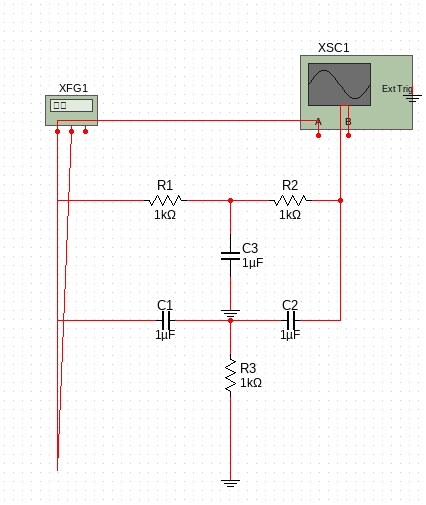 XSC1
XFG1
Ext Trig
A
B
R1
1kΩ
R2
1kΩ
C3
1µF
C1
1µF
C2
1µF
R3
1kΩ